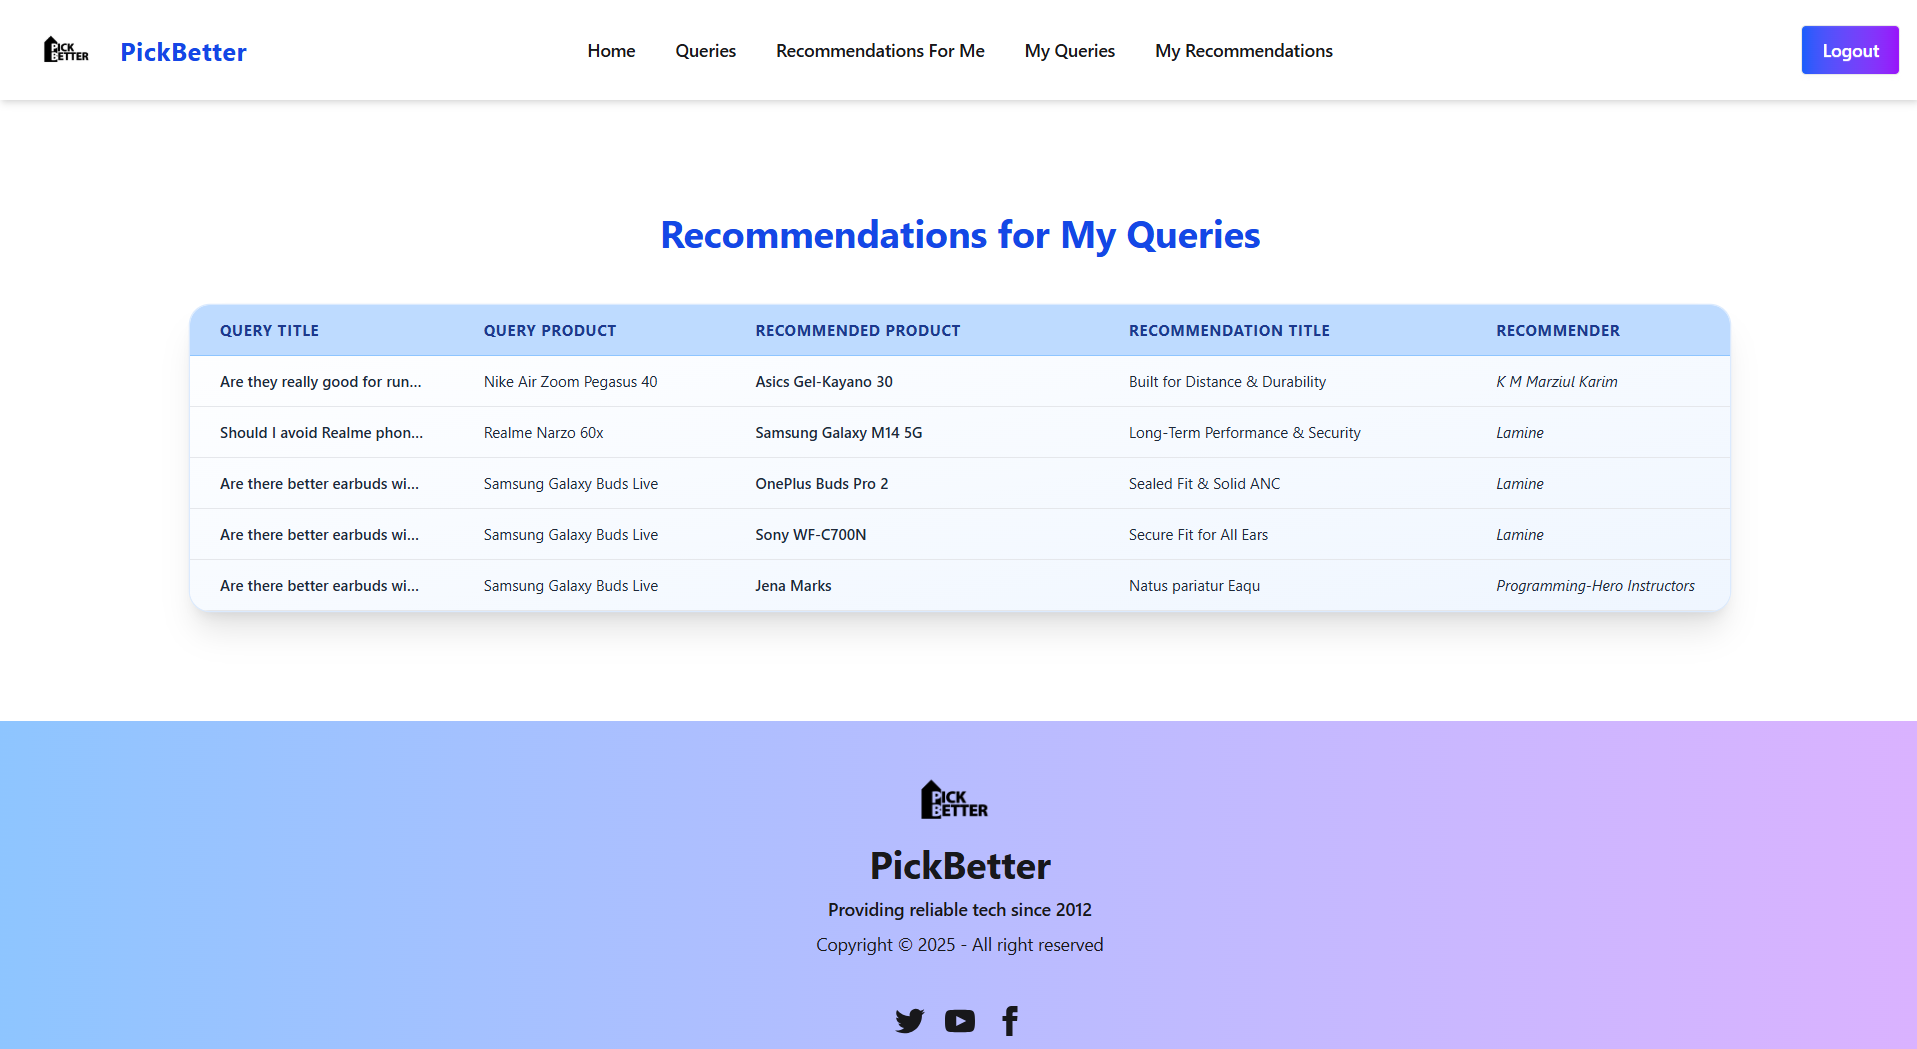 PICK
BETTER
PickBetter
Home Queries Recommendations For Me My Queries My Recommendations
Logout
Recommendations for My Queries
QUERY TITLE QUERY PRODUCT RECOMMENDED PRODUCT RECOMMENDATION TITLE RECOMMENDER
Are they really good for run... Nike Air Zoom Pegasus 40 Asics Gel-Kayano 30 Built for Distance & Durability K M Marziul Karim
Should I avoid Realme phon... Realme Narzo 60x Samsung Galaxy M14 5G Long-Term Performance & Security Lamine
Are there better earbuds wi... Samsung Galaxy Buds Live OnePlus Buds Pro 2 Sealed Fit & Solid ANC Lamine
Are there better earbuds wi... Samsung Galaxy Buds Live Sony WF-C700N Secure Fit for All Ears Lamine
Are there better earbuds wi... Samsung Galaxy Buds Live Jena Marks Natus pariatur Eaqu Programming-Hero Instructors
PICK
BETTER
PickBetter
Providing reliable tech since 2012
Copyright © 2025 - All right reserved